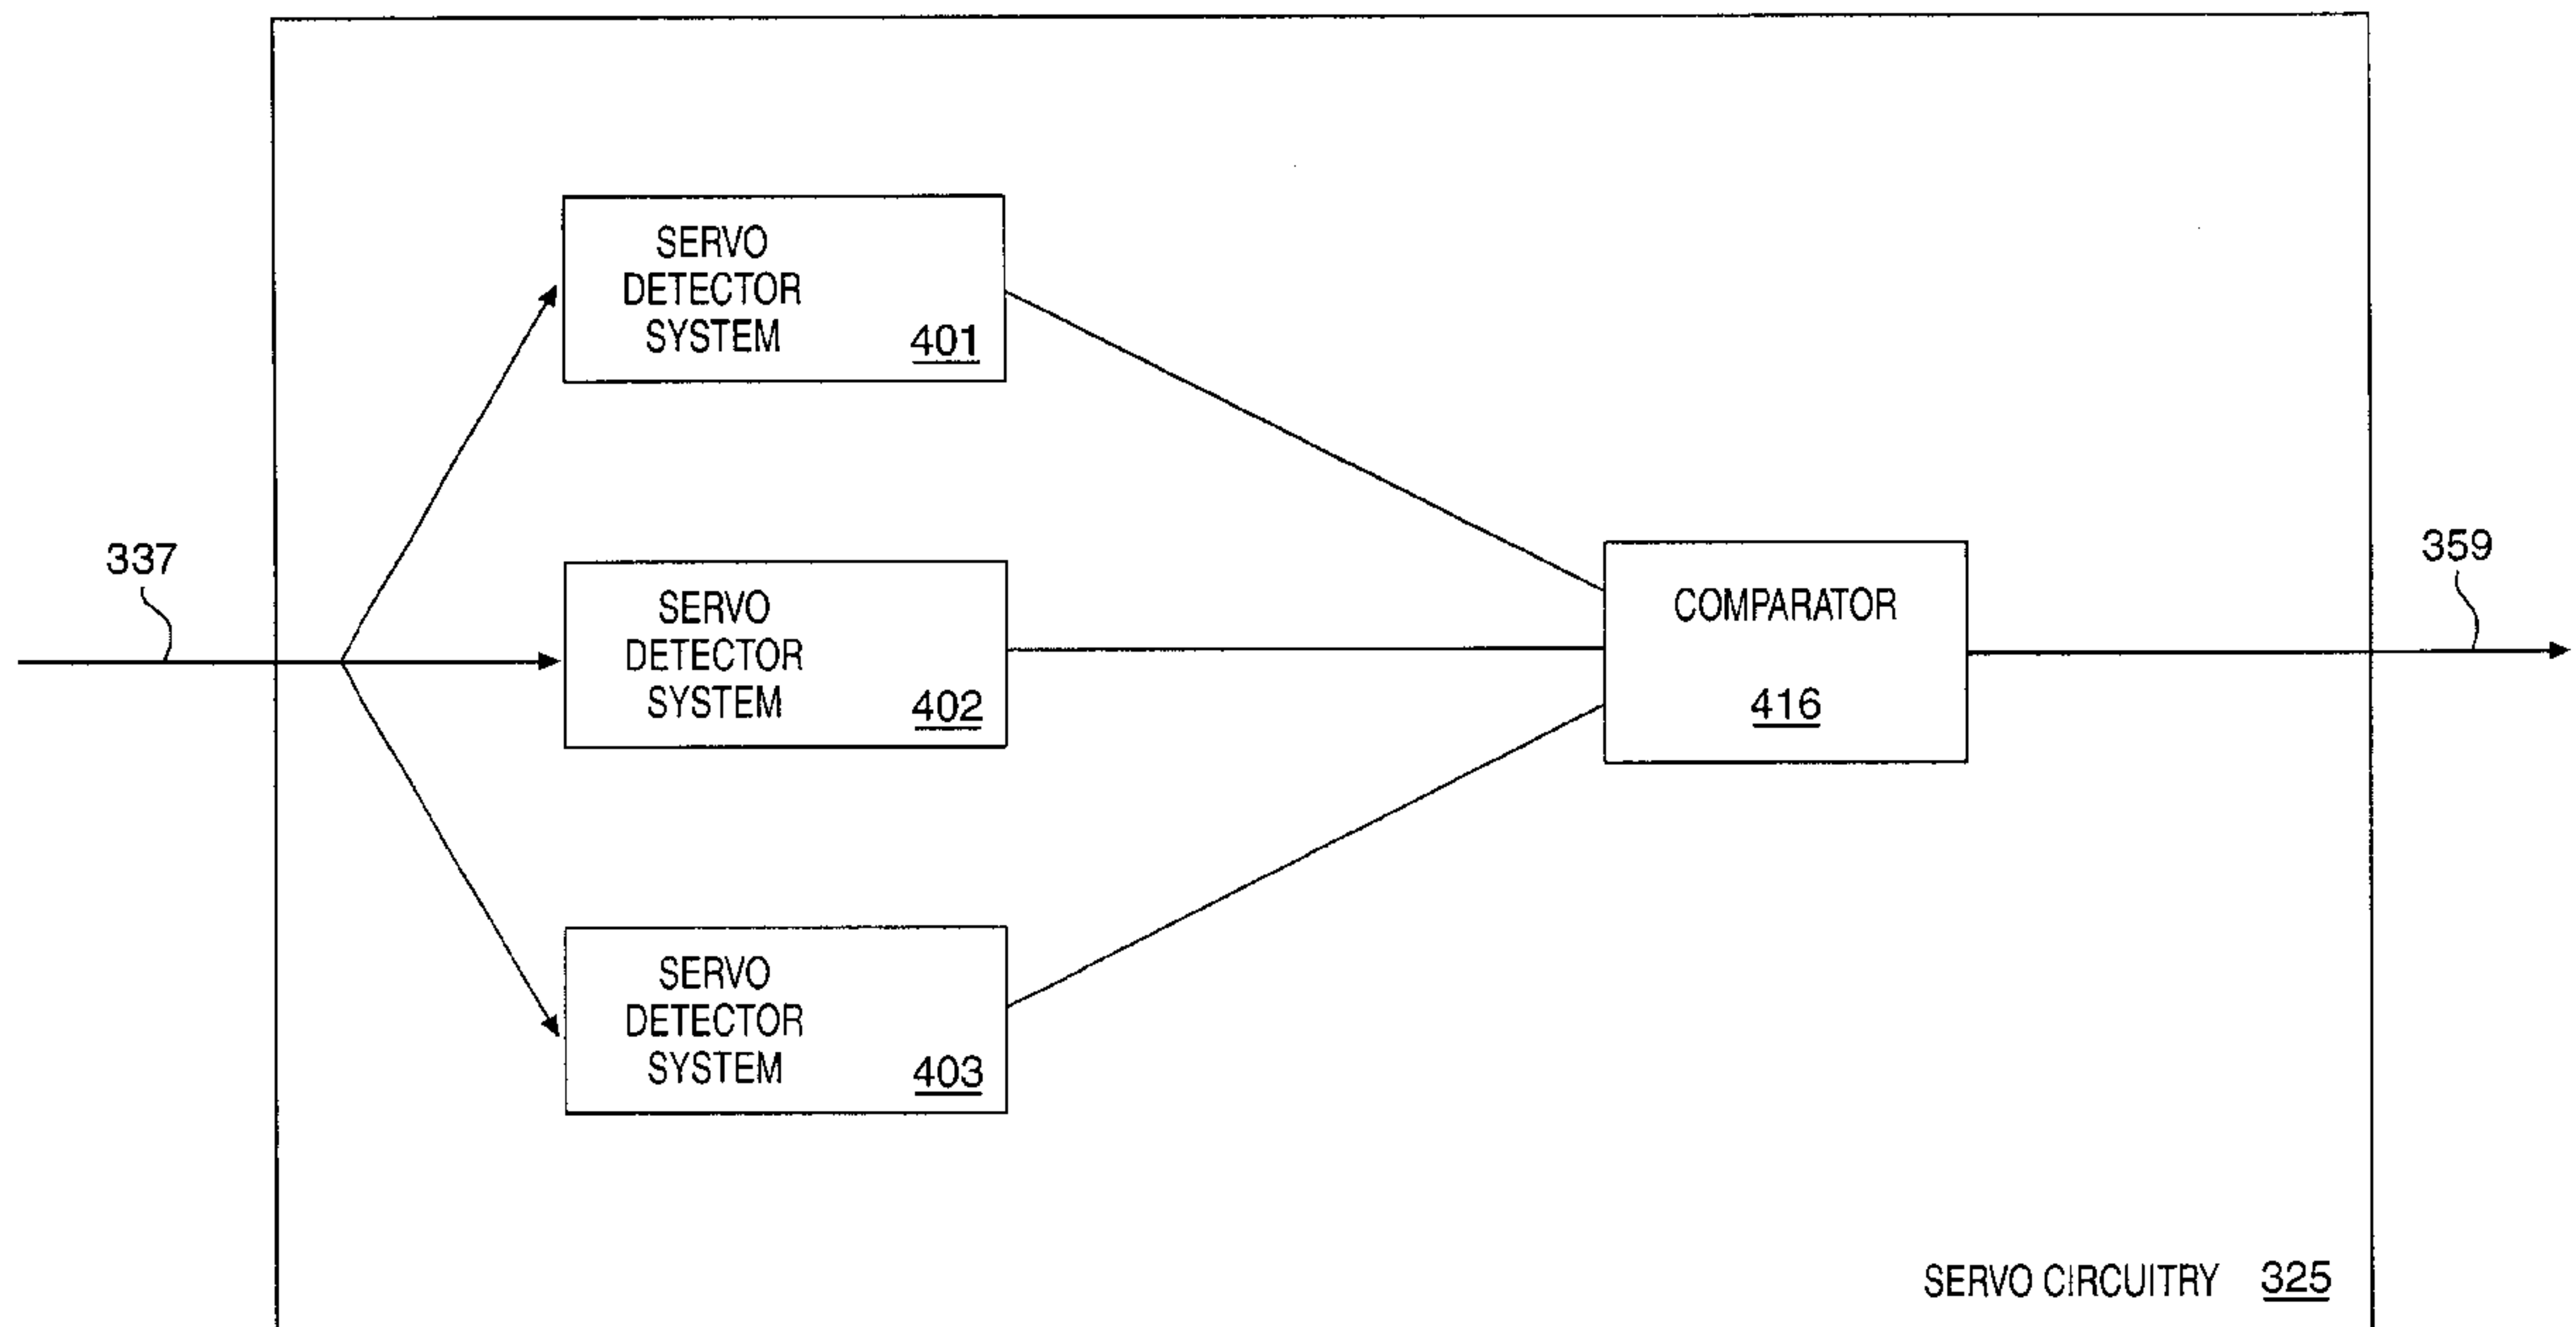 SERVO
DETECTOR
SYSTEM
401
337
SERVO
DETECTOR
SYSTEM
402
COMPARATOR
416
359
SERVO
DETECTOR
SYSTEM
403
SERVO CIRCUITRY 325